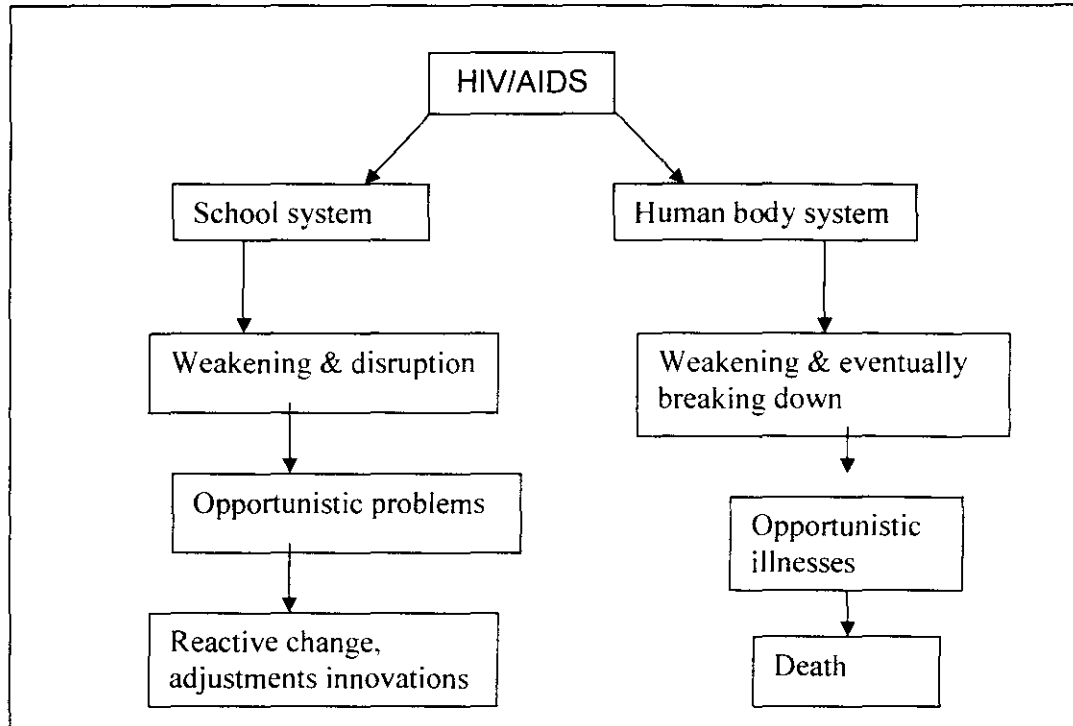 HIV/AIDS
School system
Human body system
Weakening & disruption
Weakening & eventually
breaking down
Opportunistic problems
Opportunistic
illnesses
Reactive change,
adjustments innovations
Death